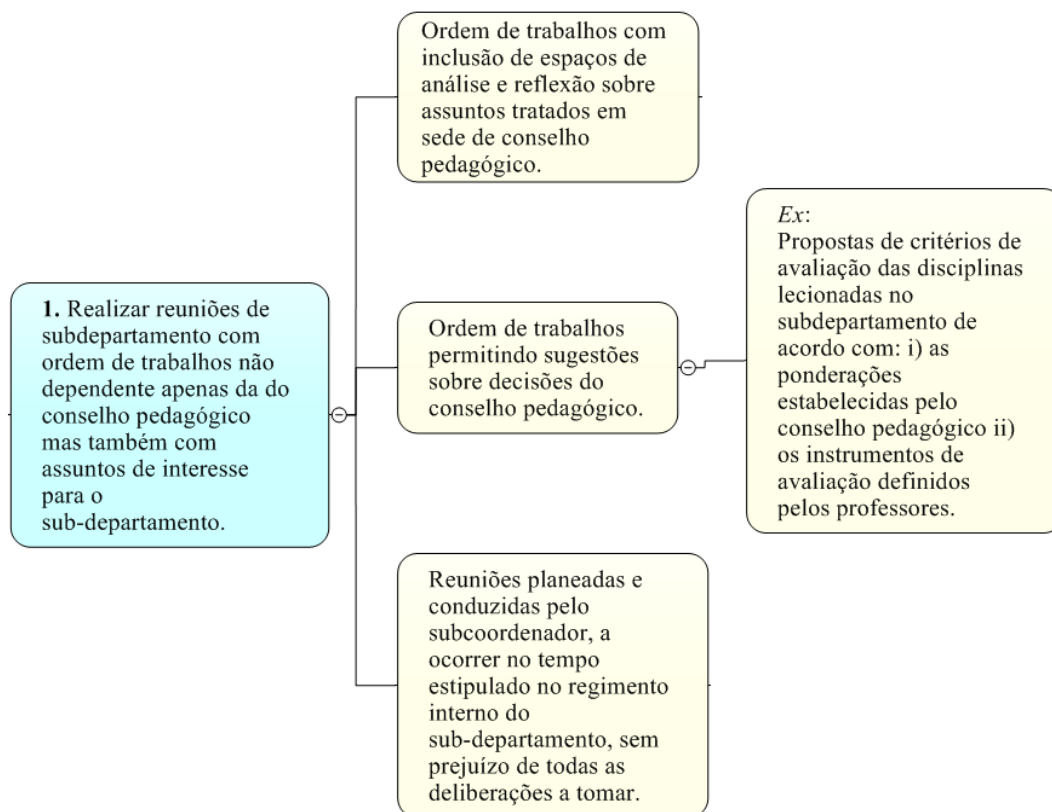 Ordem de trabalhos com
inclusão de espaços de
análise e reflexão sobre
assuntos tratados em
sede de conselho
pedagógico.
1. Realizar reuniões de
subdepartamento com
ordem de trabalhos não
dependente apenas da do
conselho pedagógico
mas também com
assuntos de interesse
para o
sub-departamento.
Ordem de trabalhos
permitindo sugestões
sobre decisões do
conselho pedagógico.
Ex:
Propostas de critérios de
avaliação das disciplinas
lecionadas no
subdepartamento de
acordo com: i) as
ponderações
estabelecidas pelo
conselho pedagógico ii)
os instrumentos de
avaliação definidos
pelos professores.
Reuniões planeadas e
conduzidas pelo
subcoordenador, a
ocorrer no tempo
estipulado no regimento
interno do
sub-departamento, sem
prejuízo de todas as
deliberações a tomar.